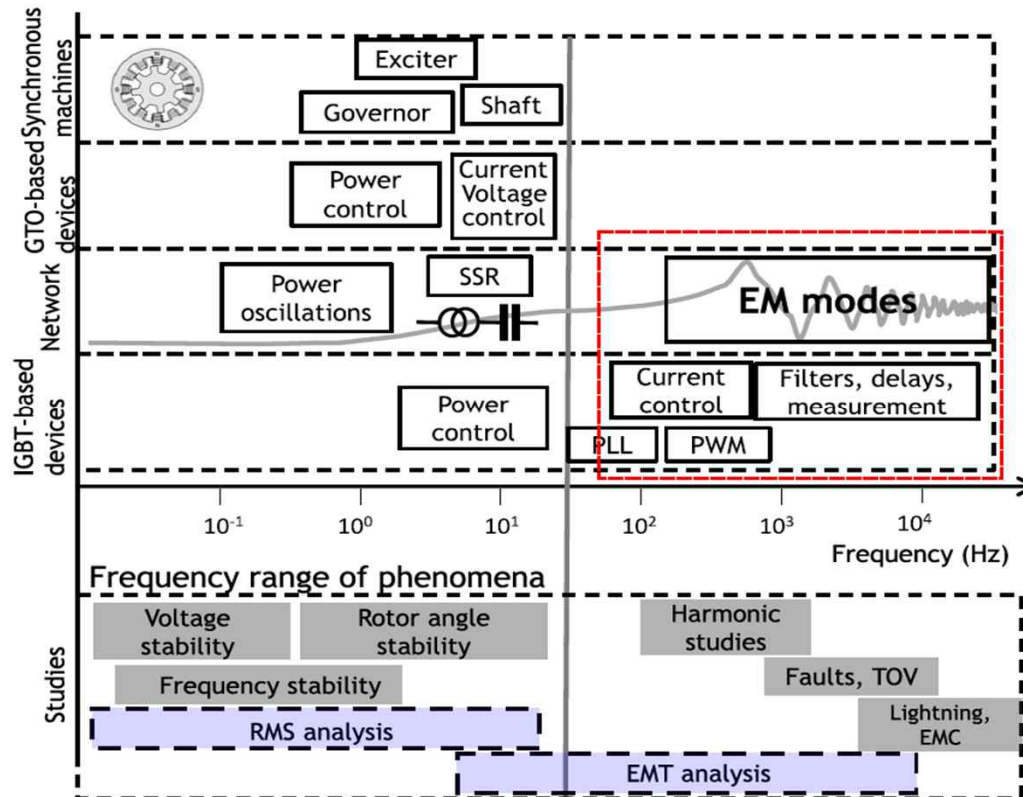 Synchronous
machines
Exciter
Governor
Shaft
GTO-based
devices
Power
control
Current
Voltage
control
Network
Power
oscillations
SSR
EM modes
IGBT-based
devices
Power
control
Current
control
Filters, delays,
measurement
PLL
PWM
10-1
10⁰
10¹
10²
10³
10⁴
Frequency (Hz)
Frequency range of phenomena
Studies
Voltage
stability
Rotor angle
stability
Harmonic
studies
Frequency stability
Faults, TOV
RMS analysis
Lightning,
EMC
EMT analysis